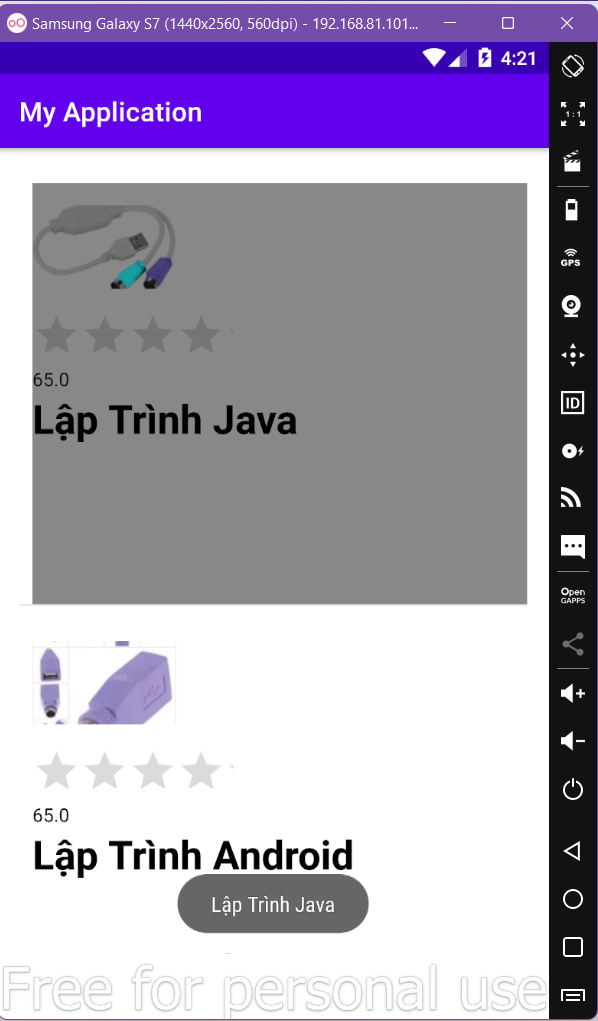 Samsung Galaxy S7 (1440x2560, 560dpi) - 192.168.81.101...
4:21
My Application
1:1
GPS
65.0
Lập Trình Java
ID
Open
GAPPS
65.0
Lập Trình Android
Lập Trình Java
Free for personal use